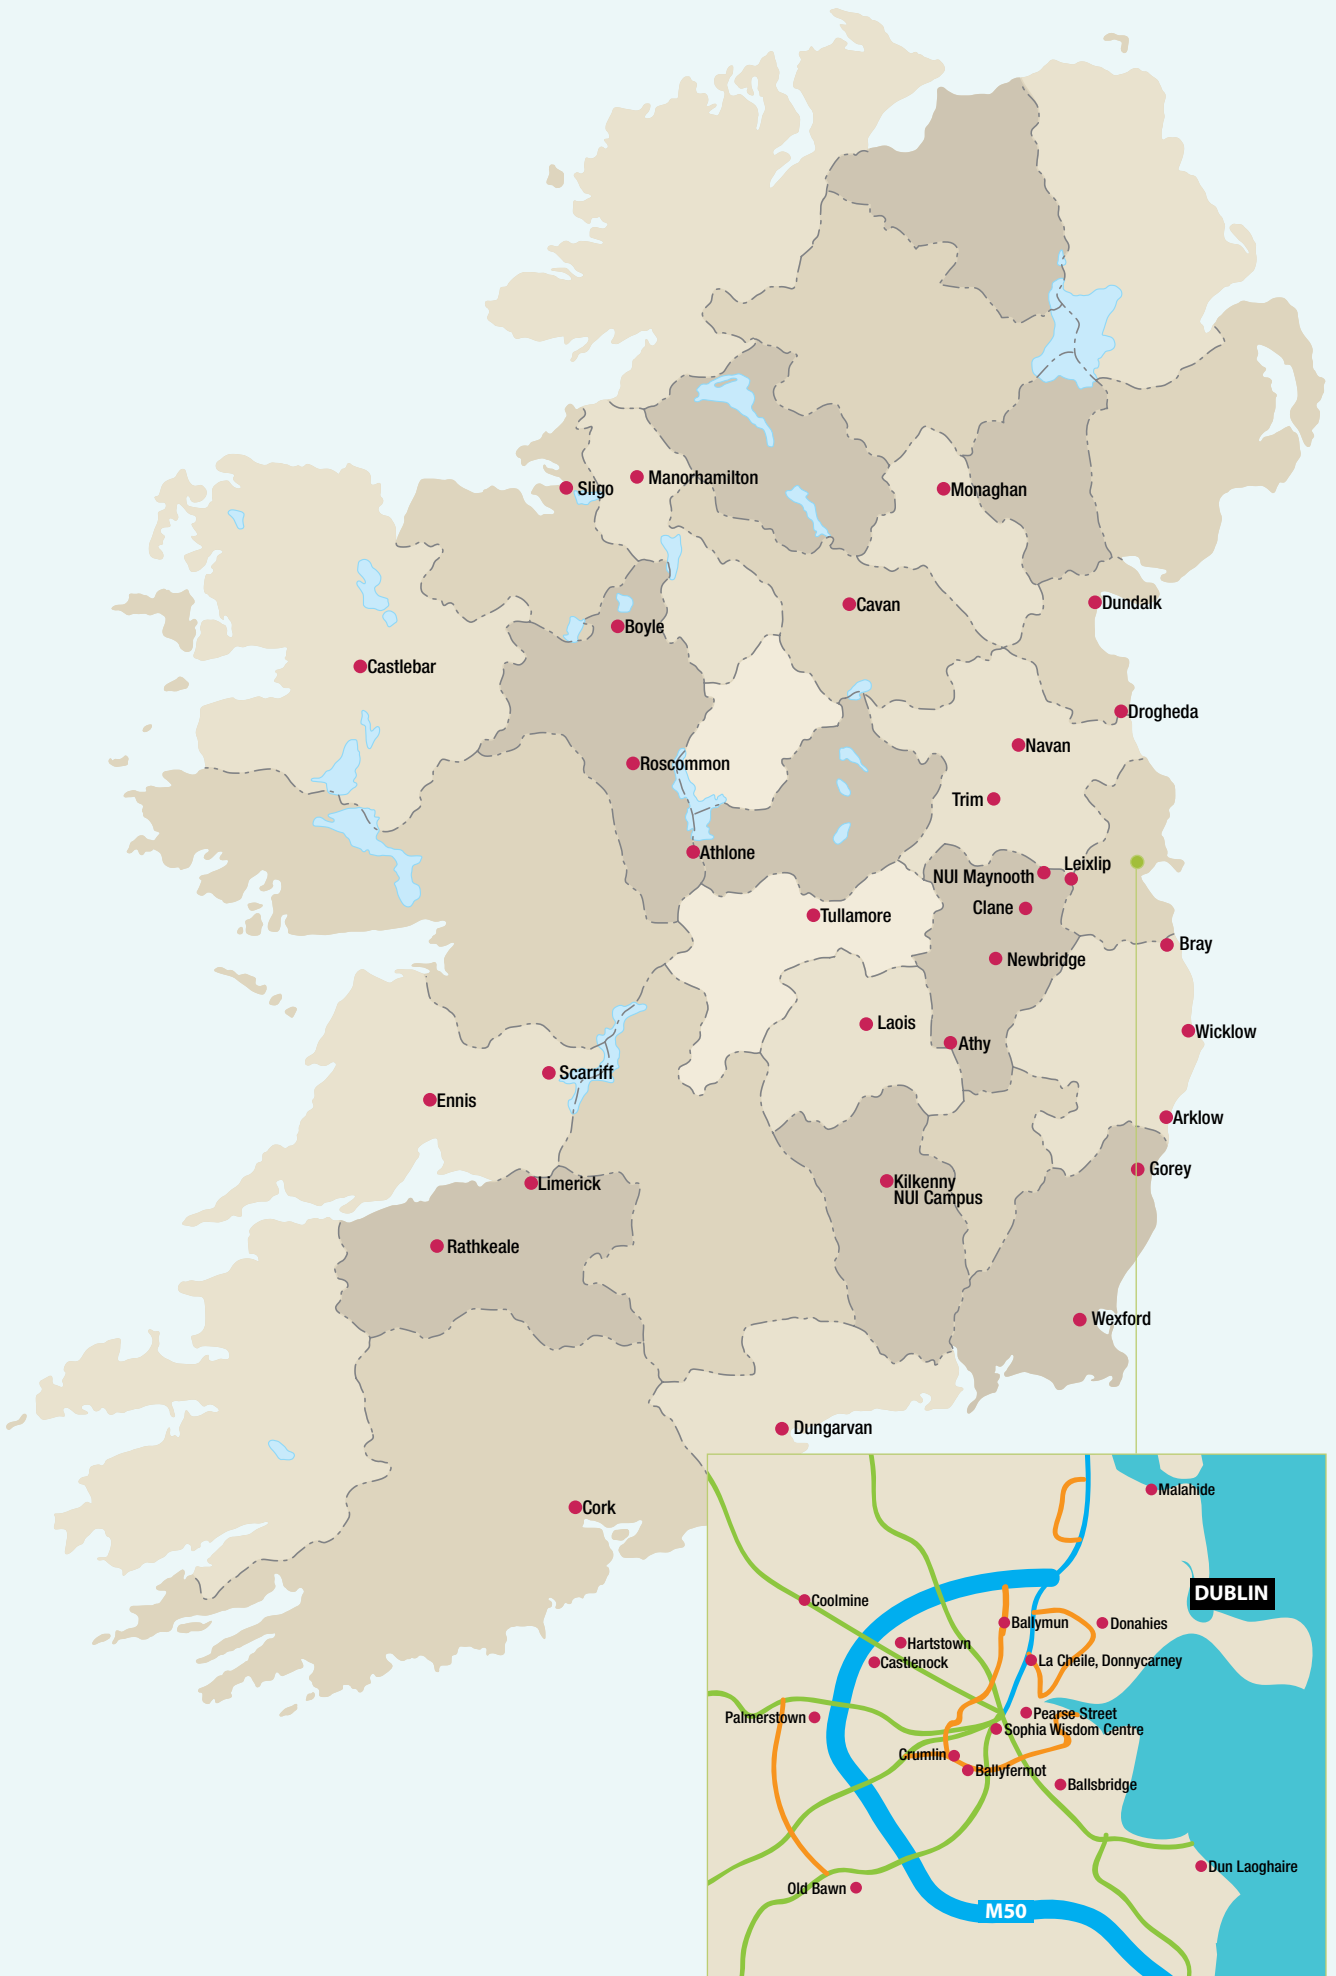 Manorhamilton
Sligo
Monaghan
Cavan
Dundalk
Boyle
Castlebar
Drogheda
Navan
Roscommon
Trim
Athlone
Leixlip
NUI Maynooth
Clane
Tullamore
Bray
Newbridge
Laois
Wicklow
Athy
Scarriff
Ennis
Arklow
Gorey
Limerick
Kilkenny
NUI Campus
Rathkeale
Wexford
Dungarvan
Cork
Malahide
DUBLIN
Coolmine
Ballymun
Donahies
Hartstown
Castlenock
La Cheile, Donnycarney
Pearse Street
Palmerstown
Sophia Wisdom Centre
Crumlin
Ballyfermot
Ballsbridge
Dun Laoghaire
Old Bawn
M50